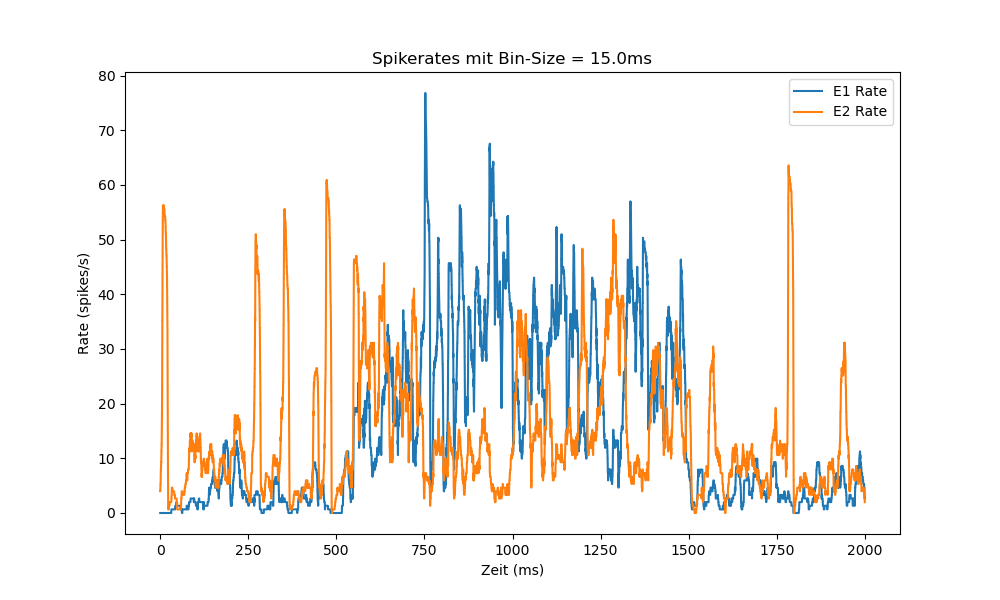 Spikerates mit Bin-Size = 15.0ms
E1 Rate
E2 Rate
Rate (spikes/s)
80
70
60
50
40
30
20
10
0
0 250 500 750 1000 1250 1500 1750 2000
Zeit (ms)